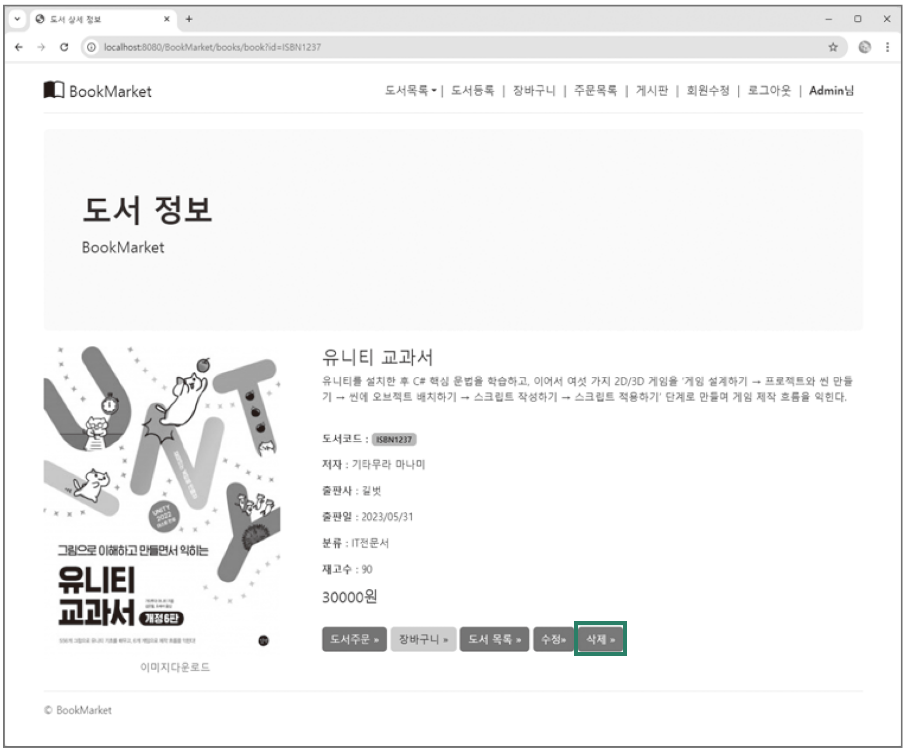 도서 상세 정보
localhost:8080/BookMarket/books/book?id=ISBN1237
BookMarket
도서목록 | 도서등록 | 장바구니 | 주문목록 | 게시판 | 회원수정 | 로그아웃 | Admin님
도서 정보
BookMarket
유니티 교과서
유니티를 설치한 후 C# 핵심 문법을 학습하고, 이어서 여섯 가지 2D/3D 게임을 '게임 설계하기 → 프로젝트와 씬 만들
기 → 씬에 오브젝트 배치하기 → 스크립트 작성하기 → 스크립트 적용하기' 단계로 만들며 게임 제작 흐름을 익힌다.
도서코드 : ISBN1237
저자 : 기타무라 마나미
출판사 : 길벗
출판일 : 2023/05/31
분류 : IT전문서
재고수 : 90
30000원
도서주문 » 장바구니 » 도서 목록 » 수정» 삭제 »
UNITY
UNITY
2022
그림으로 이해하고 만들면서 익히는
유니티
교과서 개정6판
이미지다운로드
© BookMarket